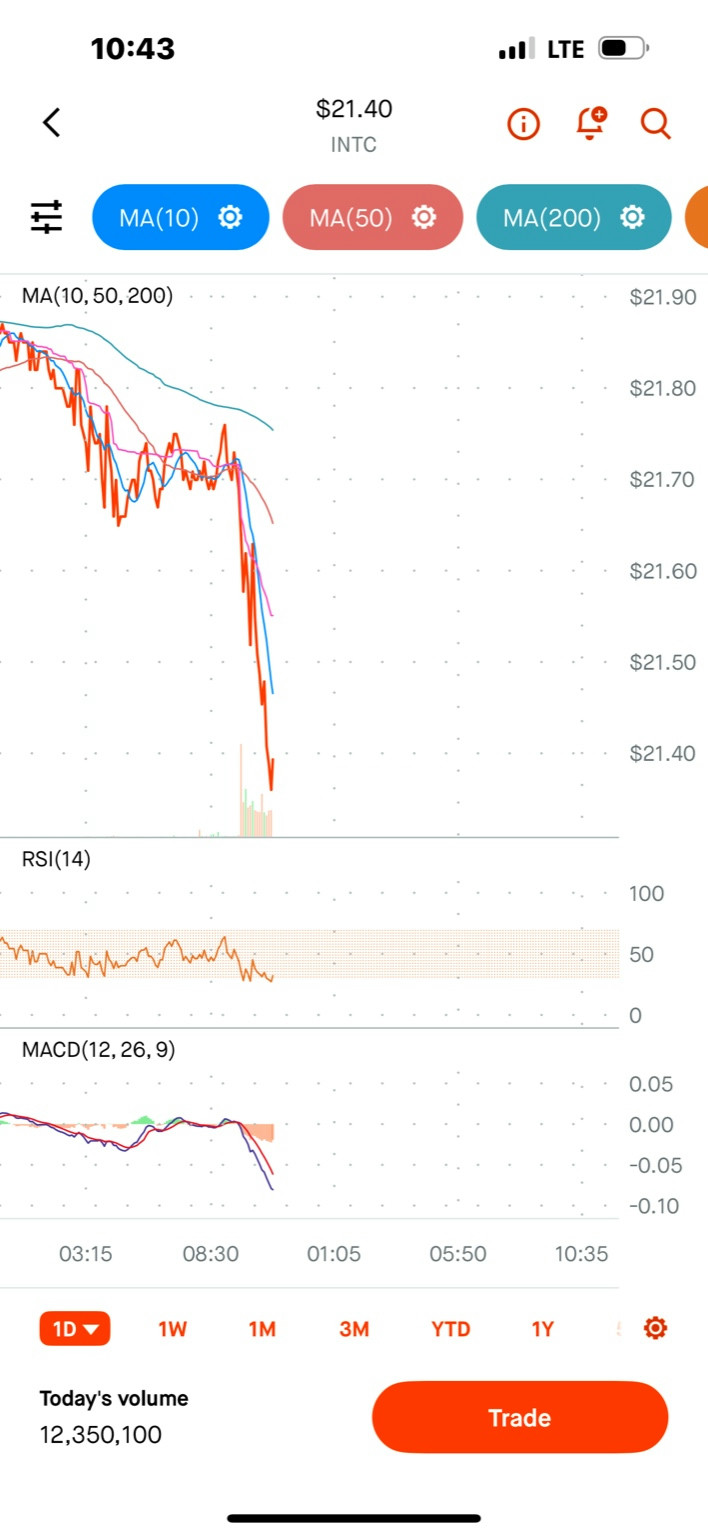 10:43 LTE
$21.40
INTC
MA(10) MA(50) MA(200)
MA(10,50,200)
$21.90
$21.80
$21.70
$21.60
$21.50
$21.40
RSI(14)
100
50
0
MACD(12,26,9)
0.05
0.00
-0.05
-0.10
03:15 08:30 01:05 05:50 10:35
1D 1W 1M 3M YTD 1Y
Today's volume
12,350,100
Trade